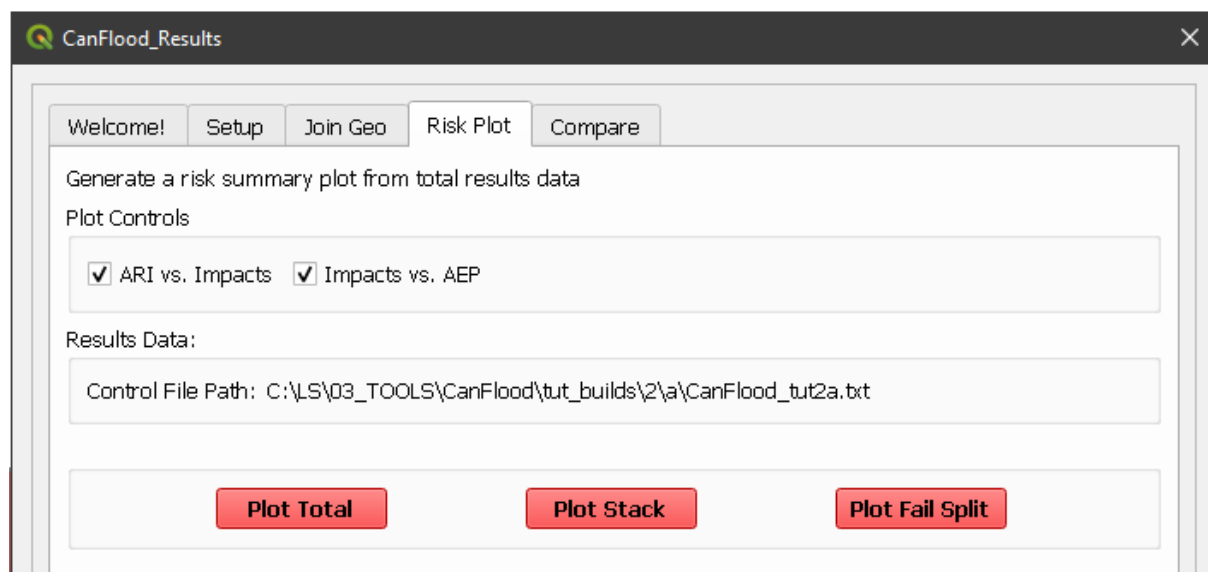 CanFlood_Results
Welcome! Setup Join Geo Risk Plot Compare
Generate a risk summary plot from total results data
Plot Controls
ARI vs. Impacts Impacts vs. AEP
Results Data:
Control File Path: C:\LS\03_TOOLS\CanFlood\tut_builds\2\a\CanFlood_tut2a.txt
Plot Total Plot Stack Plot Fail Split